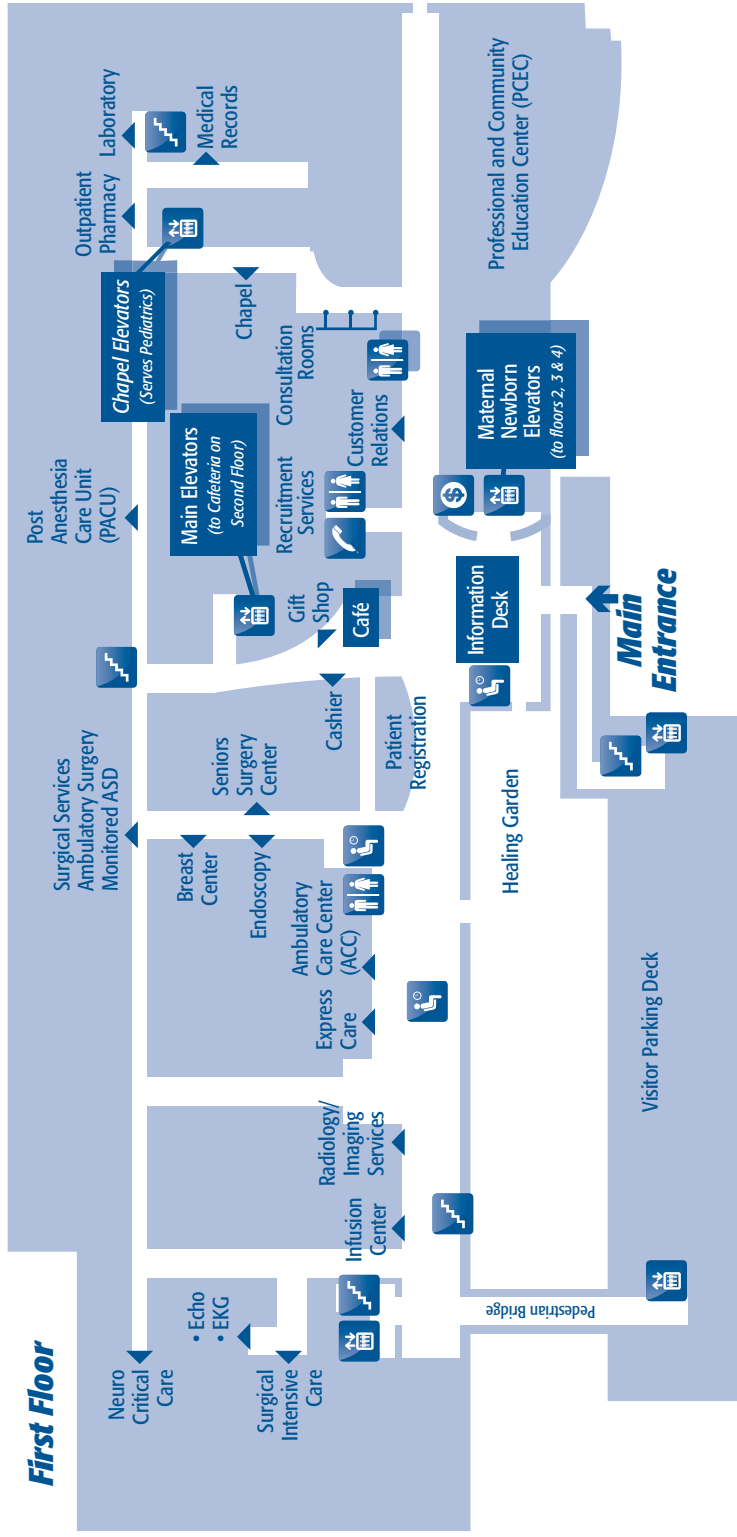 First Floor
Neuro
Critical Care
• Echo
• EKG
Surgical
Intensive
Care
Infusion
Center
Radiology/
Imaging
Services
Express
Care
Ambulatory
Care Center
(ACC)
Surgical Services
Ambulatory Surgery
Monitored ASD
Breast
Center
Endoscopy
Seniors
Surgery
Center
Cashier
Patient
Registration
Post
Anesthesia
Care Unit
(PACU)
Main Elevators
(to Cafeteria on
Second Floor)
Gift
Shop
Café
Recruitment
Services
Customer
Relations
Consultation
Rooms
Chapel
Chapel Elevators
(Serves Pediatrics)
Outpatient
Pharmacy
Laboratory
Medical
Records
Pedestrian Bridge
Visitor Parking Deck
Healing Garden
Information
Desk
Main
Entrance
$
Maternal
Newborn
Elevators
(to floors 2, 3 & 4)
Professional and Community
Education Center (PCEC)